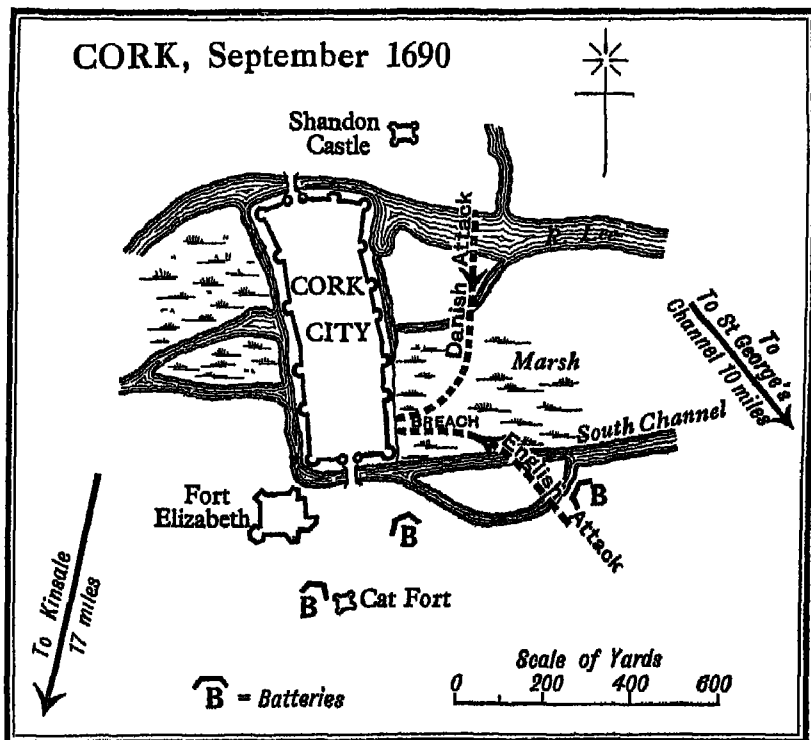 CORK, September 1690
Shandon
Castle
R. Lee
Danish Attack
CORK
CITY
To
To St George's
Channel 10 miles
Marsh
BREACH
South Channel
English Attack
Fort
Elizabeth
B
B
B
Cat Fort
To Kinsale
17 miles
B = Batteries
Scale of Yards
0 200 400 600